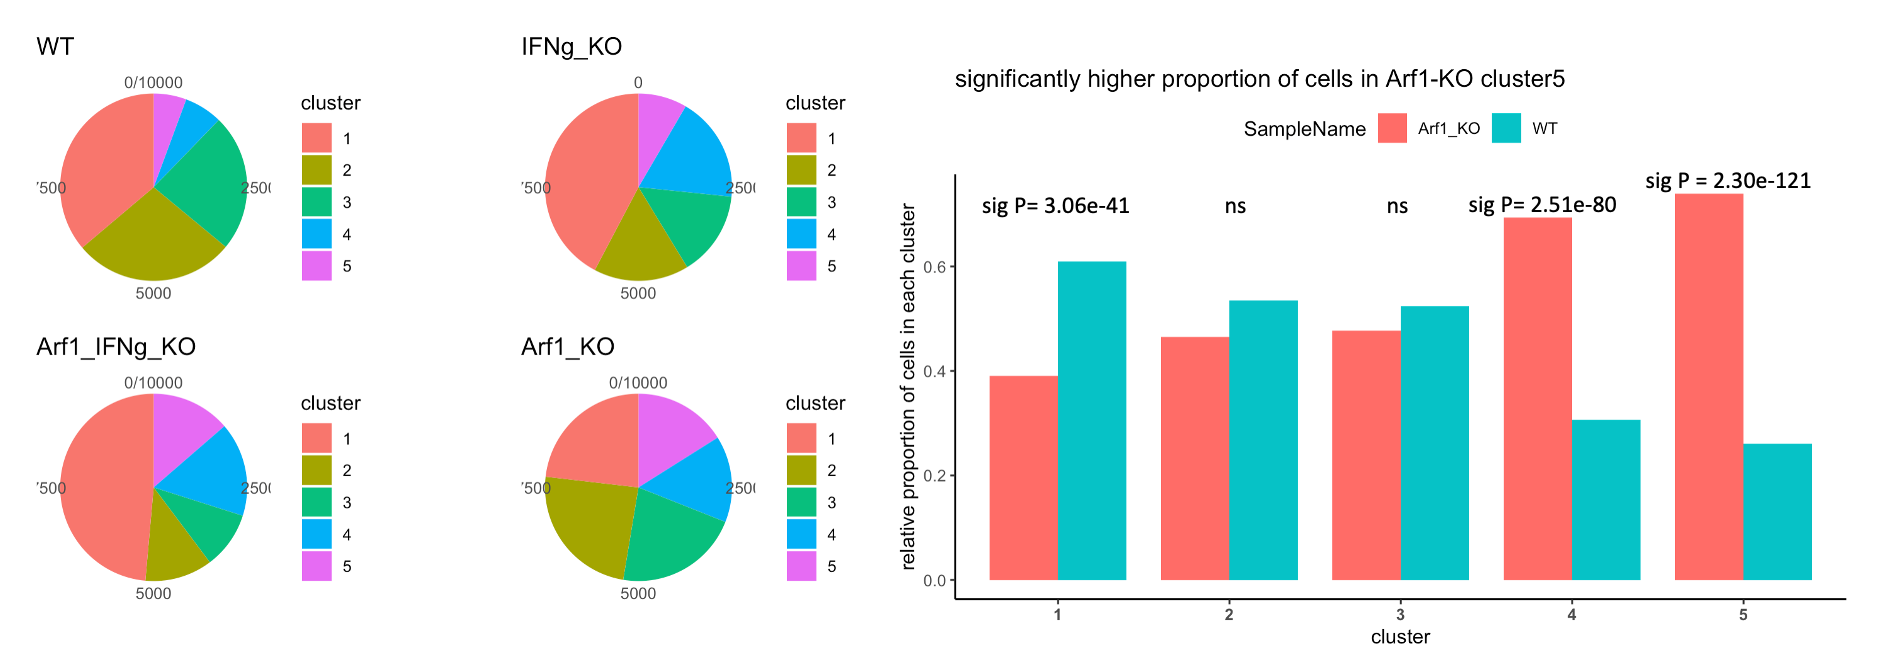 WT
0/10000
'500
2500
5000
cluster
1
2
3
4
5
IFNg_KO
0
'500
250(
5000
cluster
1
2
3
4
5
Arf1_IFNg_KO
0/10000
'500
250(
5000
cluster
1
2
3
4
5
Arf1_KO
0/10000
'500
250(
5000
cluster
1
2
3
4
5
significantly higher proportion of cells in Arf1-KO cluster5
SampleName Arf1_KO WT
sig P= 3.06e-41 ns ns sig P= 2.51e-80 sig P = 2.30e-121
relative proportion of cells in each cluster
0.6
0.4
0.2
0.0
1 2 3 4 5
cluster